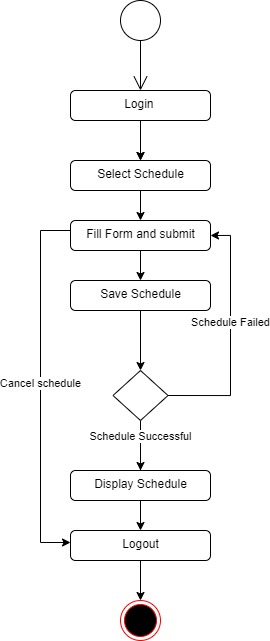 Login
Select Schedule
Fill Form and submit
Save Schedule
Schedule Failed
Cancel schedule
Schedule Successful
Display Schedule
Logout